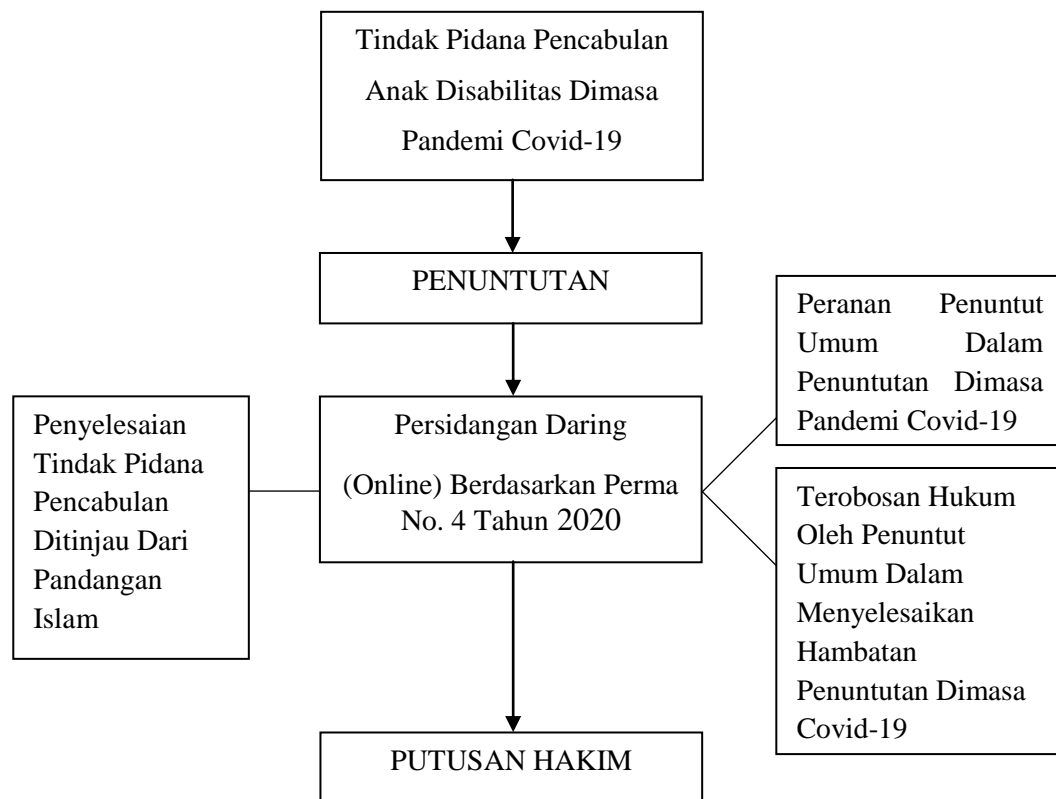 Tindak Pidana Pencabulan
Anak Disabilitas Dimasa
Pandemi Covid-19
PENUNTUTAN
Peranan Penuntut
Umum Dalam
Penuntutan Dimasa
Pandemi Covid-19
Penyelesaian
Tindak Pidana
Pencabulan
Ditinjau Dari
Pandangan
Islam
Persidangan Daring
(Online) Berdasarkan Perma
No. 4 Tahun 2020
Terobosan Hukum
Oleh Penuntut
Umum Dalam
Menyelesaikan
Hambatan
Penuntutan Dimasa
Covid-19
PUTUSAN HAKIM